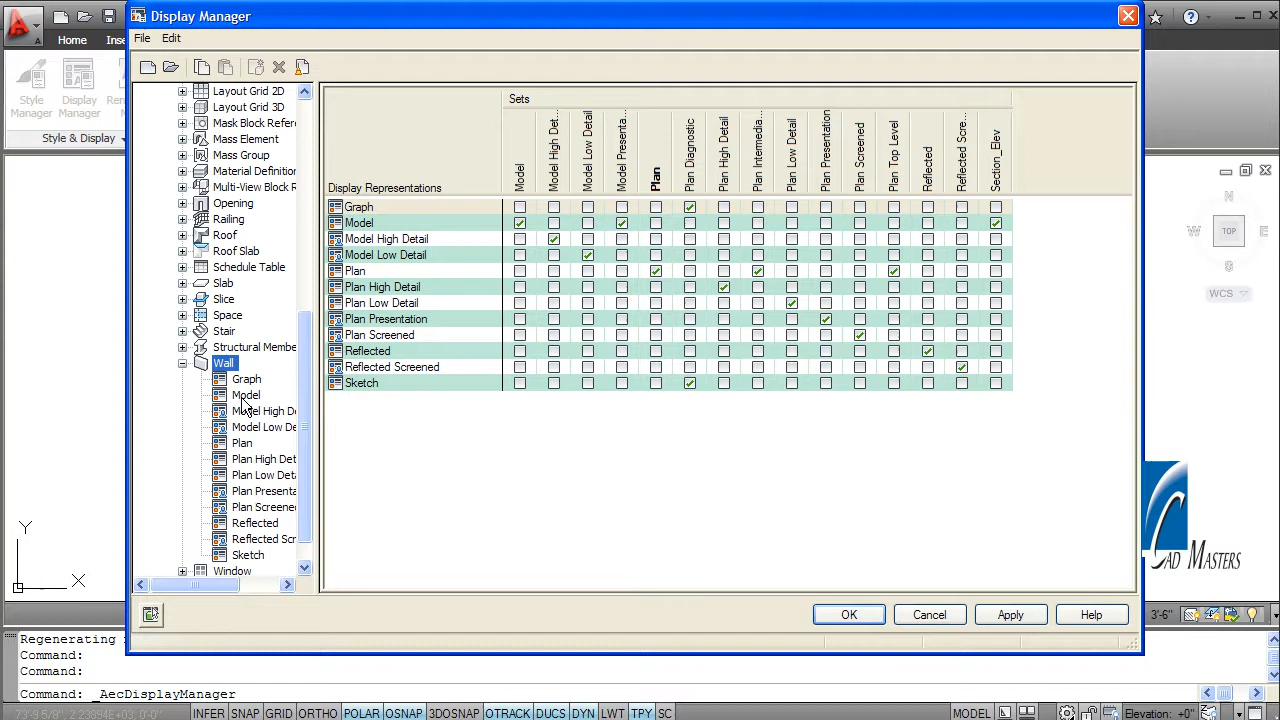 Display Manager
Home
Inse
File
Edit
Style
Manager
Display
Manager
Style & Display
Layout Grid 2D
Layout Grid 3D
Mask Block Refere
Mass Element
Mass Group
Material Definition
Multi-View Block R
Opening
Railing
Roof
Roof Slab
Schedule Table
Slab
Slice
Space
Stair
Structural Membe
Wall
Graph
Model
Model High De
Model Low De
Plan
Plan High Det
Plan Low Deta
Plan Presenta
Plan Screened
Reflected
Reflected Scr
Sketch
Window
Sets
Display Representations
Model
Model High Det...
Model Low Detail
Model Presenta...
Plan
Plan Diagnostic
Plan High Detail
Plan Intermedia...
Plan Low Detail
Plan Presentation
Plan Screened
Plan Top Level
Reflected
Reflected Scre...
Section_Elev
Graph
Model
Model High Detail
Model Low Detail
Plan
Plan High Detail
Plan Low Detail
Plan Presentation
Plan Screened
Reflected
Reflected Screened
Sketch
OK
Cancel
Apply
Help
N
W
TOP
E
S
WCS
CAD MASTERS
3'-6"
Y
X
Regenerating
Command:
Command:
Command: _AecDisplayManager
INFER SNAP GRID ORTHO POLAR OSNAP 3DOSNAP OTRACK DUCS DYN LWT TPY SC
MODEL
Elevation: +0"